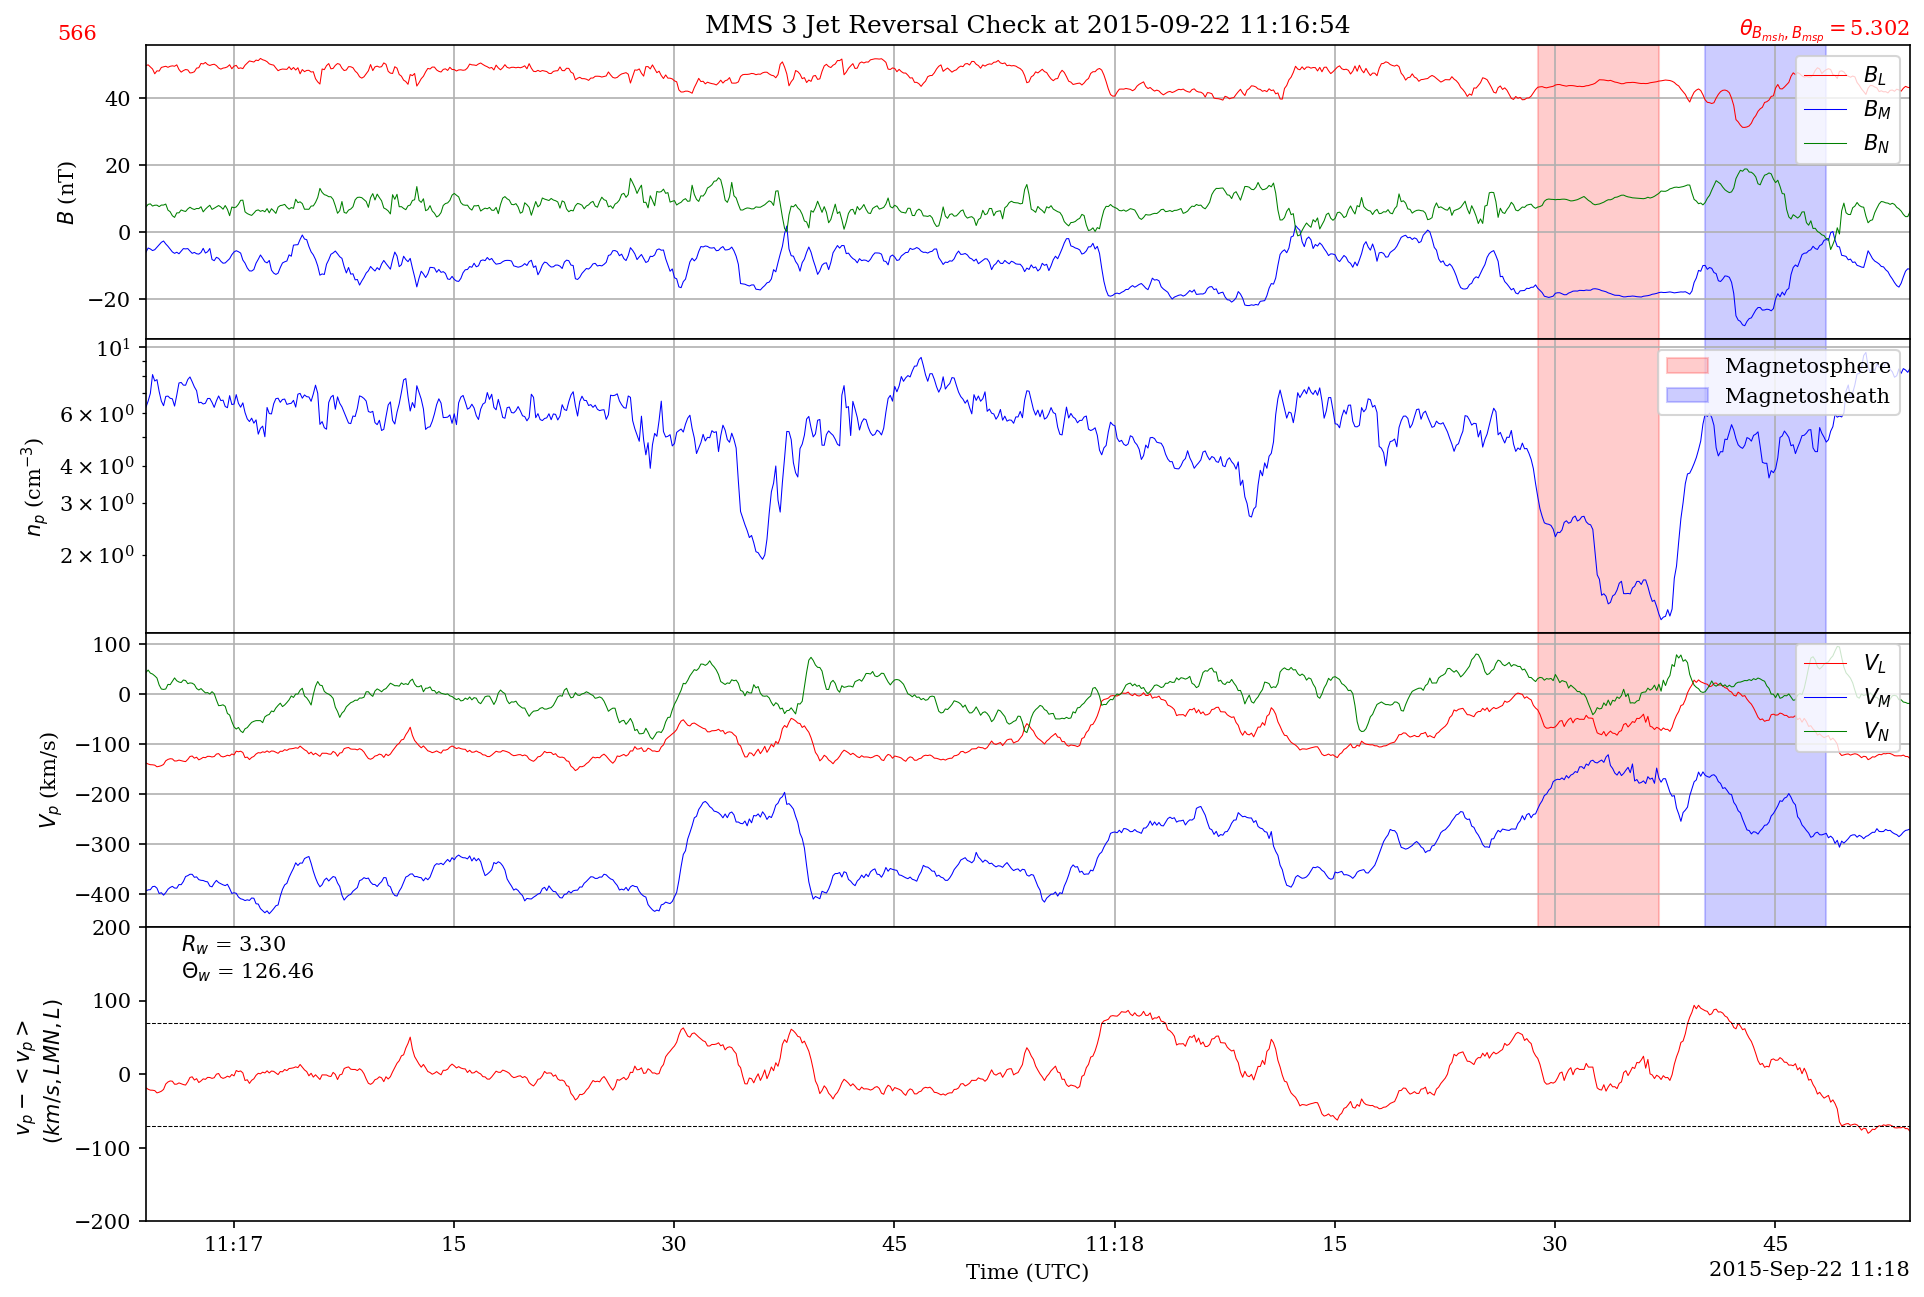 MMS 3 Jet Reversal Check at 2015-09-22 11:16:54
566
θ_{B_{msh}, B_{msp}} = 5.302
B (nT)
40
20
0
−20
B_L
B_M
B_N
n_p (cm^{−3})
10^1
6 × 10^0
4 × 10^0
3 × 10^0
2 × 10^0
Magnetosphere
Magnetosheath
V_p (km/s)
100
0
−100
−200
−300
−400
V_L
V_M
V_N
v_p − < v_p >
(km/s, LMN, L)
200
100
0
−100
−200
R_w = 3.30
Θ_w = 126.46
11:17 15 30 45 11:18 15 30 45
Time (UTC)
2015-Sep-22 11:18